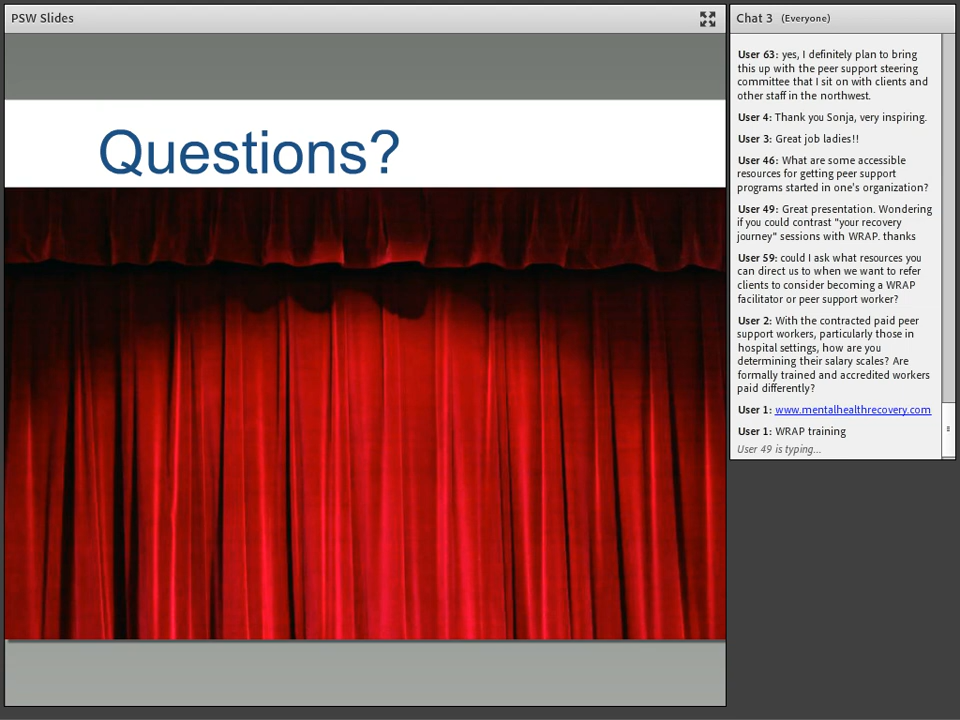 PSW Slides
Questions?
Chat 3 (Everyone)
User 63: yes, I definitely plan to bring
this up with the peer support steering
committee that I sit on with clients and
other staff in the northwest.
User 4: Thank you Sonja, very inspiring.
User 3: Great job ladies!!
User 46: What are some accessible
resources for getting peer support
programs started in one's organization?
User 49: Great presentation. Wondering
if you could contrast "your recovery
journey" sessions with WRAP. thanks
User 59: could I ask what resources you
can direct us to when we want to refer
clients to consider becoming a WRAP
facilitator or peer support worker?
User 2: With the contracted paid peer
support workers, particularly those in
hospital settings, how are you
determining their salary scales? Are
formally trained and accredited workers
paid differently?
User 1: www.mentalhealthrecovery.com
User 1: WRAP training
User 49 is typing...